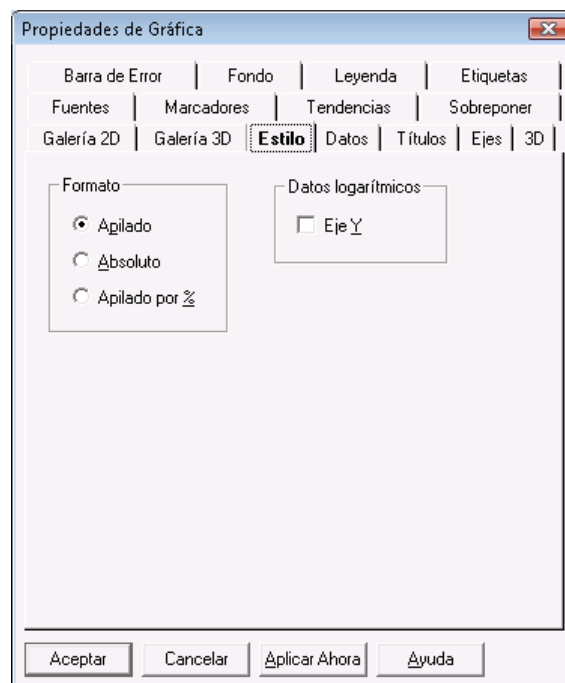 Propiedades de Gráfica
Barra de Error Fondo Leyenda Etiquetas
Fuentes Marcadores Tendencias Sobreponer
Galería 2D Galería 3D Estilo Datos Títulos Ejes 3D
Formato Datos logarítmicos
Apilado Eje Y
Absoluto
Apilado por %
Aceptar Cancelar Aplicar Ahora Ayuda